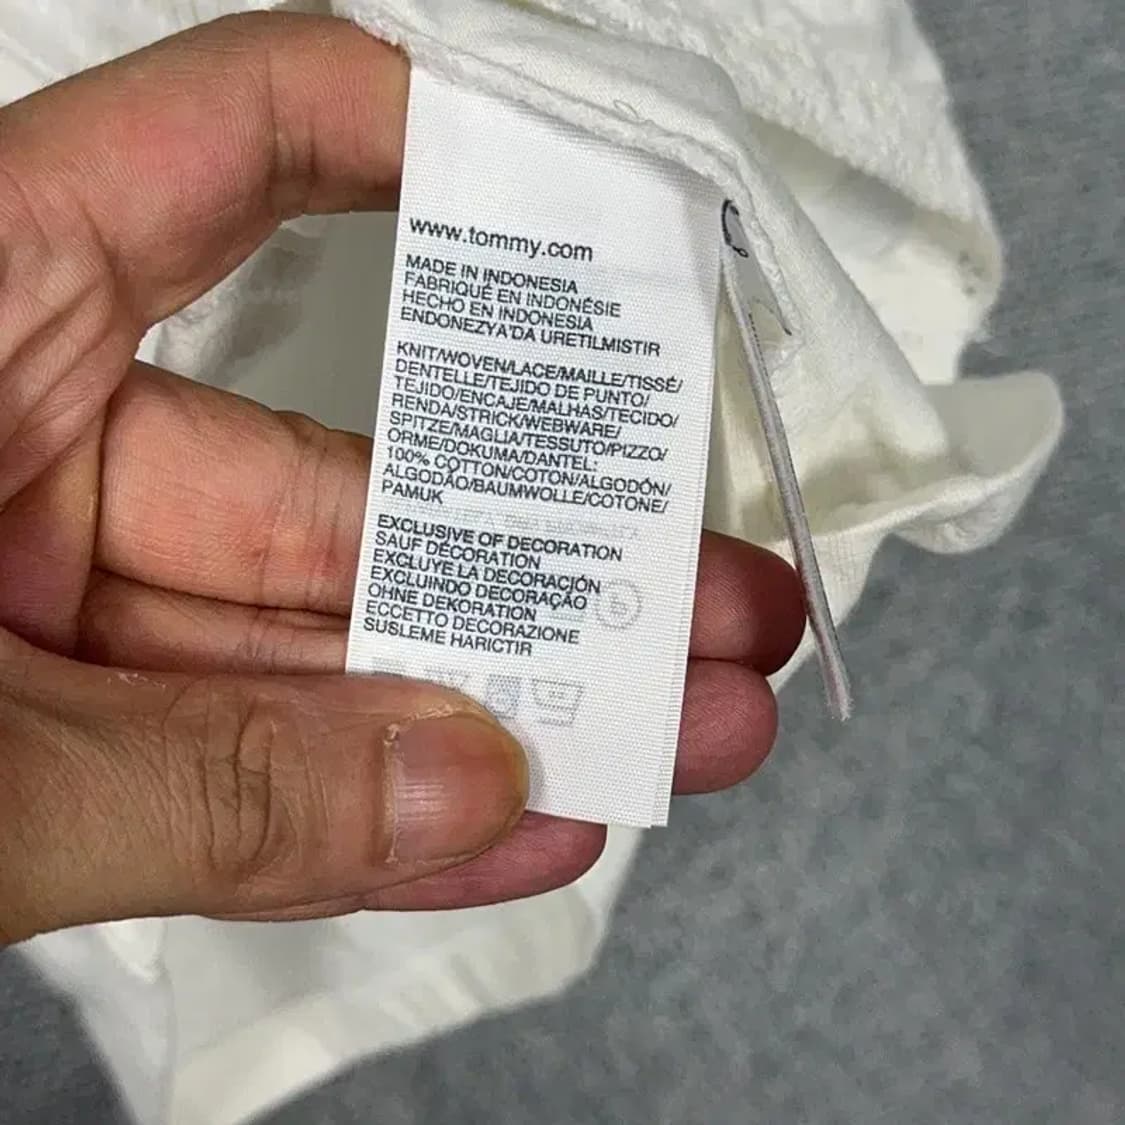 www.tommy.com
MADE IN INDONESIA
FABRIQUÉ EN INDONÉSIE
HECHO EN INDONESIA
ENDONEZYA'DA ÜRETILMISTIR
KNIT/WOVEN/LACE/MAILLE/TISSÉ/
DENTELLE/TEJIDO DE PUNTO/
TEJIDO/ENCAJE/MALHAS/TECIDO/
RENDA/STRICK/WEBWARE/
SPITZE/MAGLIA/TESSUTO/PIZZO/
ORME/DOKUMA/DANTEL:
100% COTTON/COTON/ALGODÓN/
ALGODÃO/BAUMWOLLE/COTONE/
PAMUK
EXCLUSIVE OF DECORATION
SAUF DÉCORATION
EXCLUYE LA DECORACIÓN
EXCLUINDO DECORAÇÃO
OHNE DEKORATION
ECCETTO DECORAZIONE
SÜSLEME HARICTIR